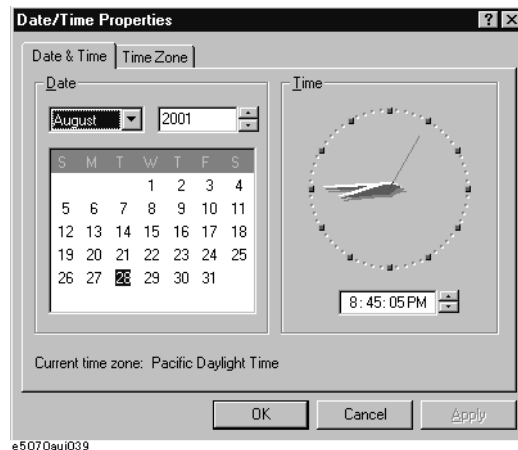 Date/Time Properties
Date & Time
Time Zone
Date
August
2001
S M T W T F S
1 2 3 4
5 6 7 8 9 10 11
12 13 14 15 16 17 18
19 20 21 22 23 24 25
26 27 28 29 30 31
Time
8:45:05 PM
Current time zone: Pacific Daylight Time
OK
Cancel
Apply
e5070auj039